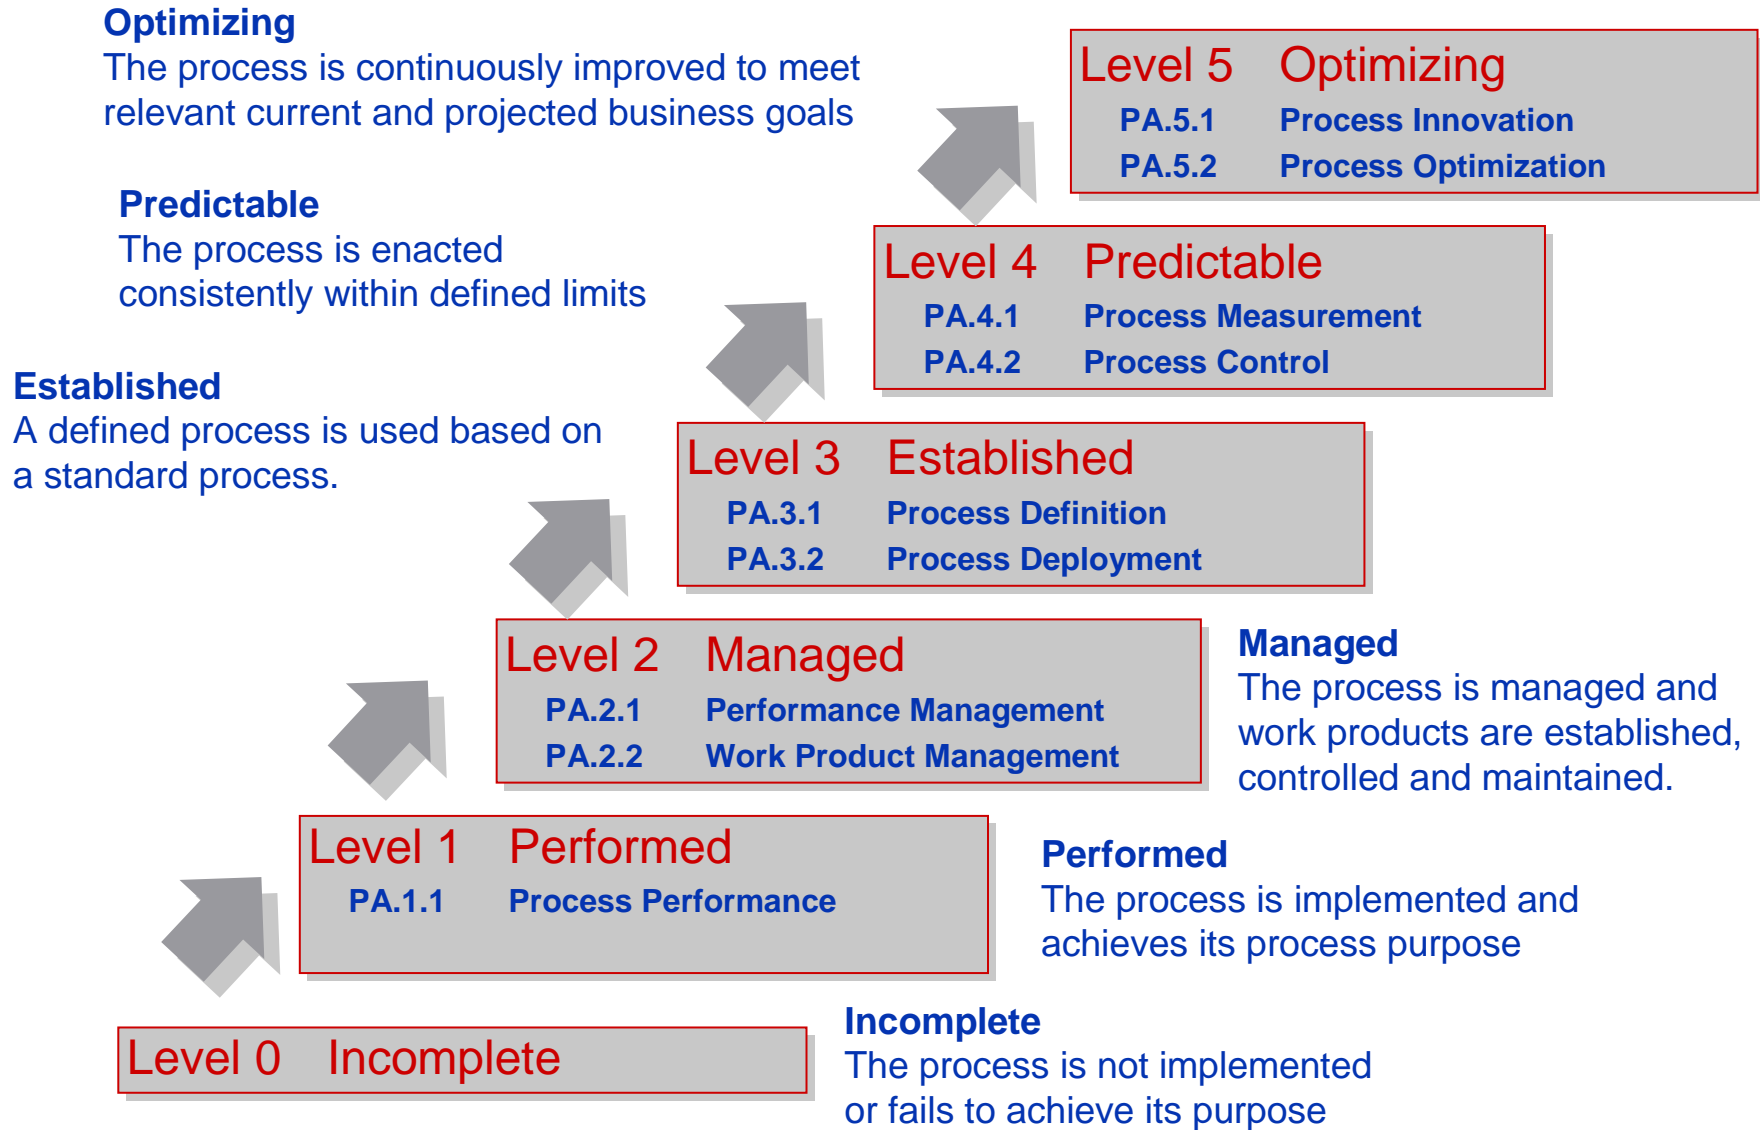 Optimizing
The process is continuously improved to meet
relevant current and projected business goals
Level 5 Optimizing
PA.5.1 Process Innovation
PA.5.2 Process Optimization
Predictable
The process is enacted
consistently within defined limits
Level 4 Predictable
PA.4.1 Process Measurement
PA.4.2 Process Control
Established
A defined process is used based on
a standard process.
Level 3 Established
PA.3.1 Process Definition
PA.3.2 Process Deployment
Level 2 Managed
PA.2.1 Performance Management
PA.2.2 Work Product Management
Managed
The process is managed and
work products are established,
controlled and maintained.
Level 1 Performed
PA.1.1 Process Performance
Performed
The process is implemented and
achieves its process purpose
Level 0 Incomplete
Incomplete
The process is not implemented
or fails to achieve its purpose